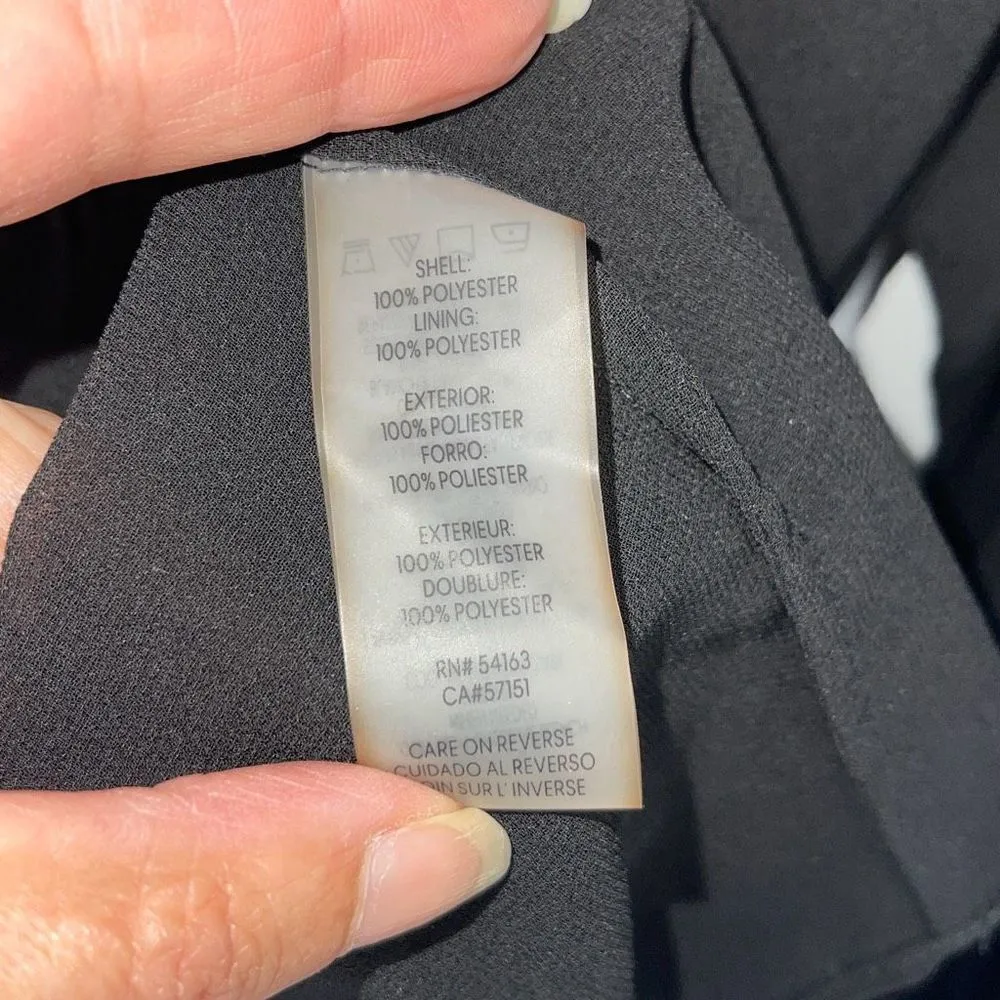 SHELL:
100% POLYESTER
LINING:
100% POLYESTER
EXTERIOR:
100% POLIESTER
FORRO:
100% POLIESTER
EXTERIEUR:
100% POLYESTER
DOUBLURE:
100% POLYESTER
RN# 54163
CA#57151
CARE ON REVERSE
CUIDADO AL REVERSO
SUR L' INVERSE